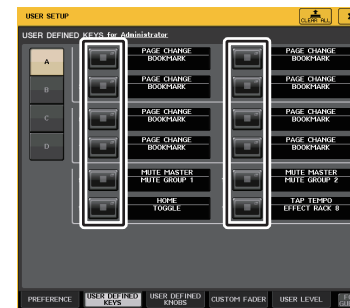 USER SETUP
CLEAR ALL
USER DEFINED KEYS for Administrator
A
PAGE CHANGE
BOOKMARK
PAGE CHANGE
BOOKMARK
B
PAGE CHANGE
BOOKMARK
PAGE CHANGE
BOOKMARK
C
PAGE CHANGE
BOOKMARK
PAGE CHANGE
BOOKMARK
D
PAGE CHANGE
BOOKMARK
PAGE CHANGE
BOOKMARK
MUTE MASTER
MUTE GROUP 1
MUTE MASTER
MUTE GROUP 2
HOME
TOGGLE
TAP TEMPO
EFFECT RACK 8
PREFERENCE
USER DEFINED
KEYS
USER DEFINED
KNOBS
CUSTOM FADER
USER LEVEL